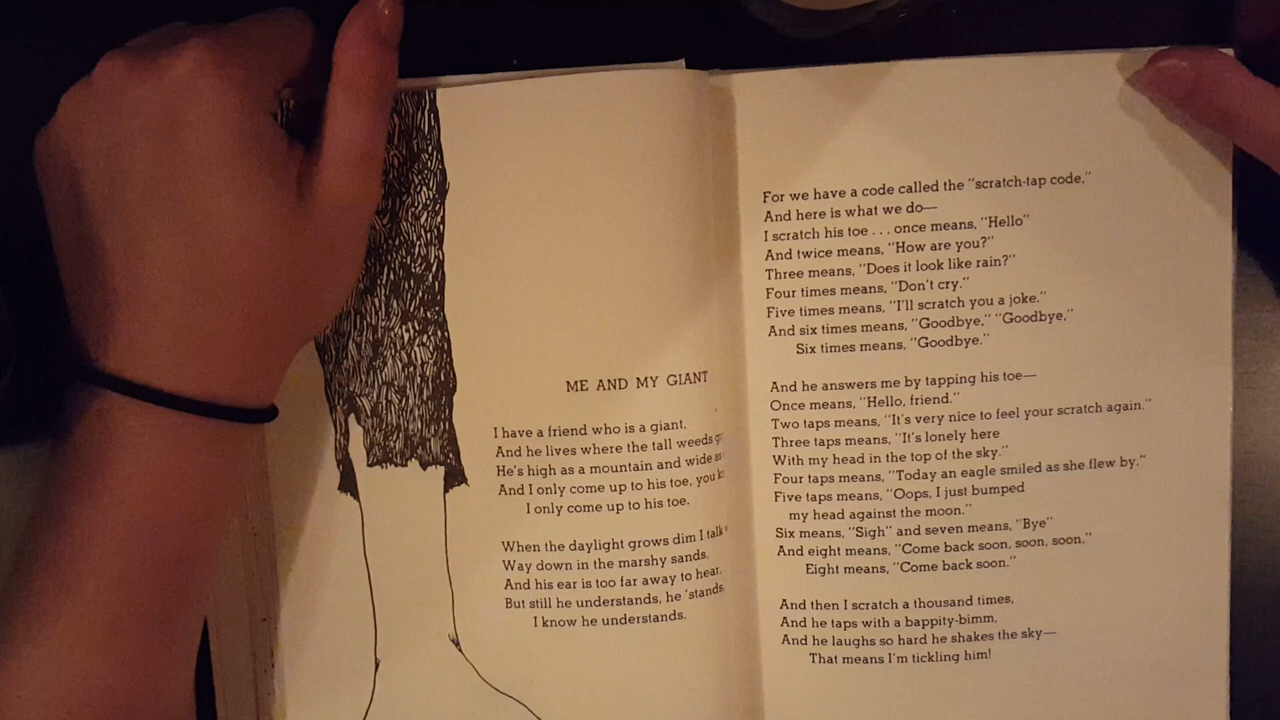 ME AND MY GIANT
I have a friend who is a giant,
And he lives where the tall weeds
He's high as a mountain and wide as
And I only come up to his toe, you
I only come up to his toe.
When the daylight grows dim I talk
Way down in the marshy sands,
And his ear is too far away to hear,
But still he understands, he 'stands,
I know he understands.
For we have a code called the "scratch-tap code,"
And here is what we do—
I scratch his toe . . . once means, "Hello"
And twice means, "How are you?"
Three means, "Does it look like rain?"
Four times means, "Don't cry."
Five times means, "I'll scratch you a joke."
And six times means, "Goodbye," "Goodbye,"
Six times means, "Goodbye."
And he answers me by tapping his toe—
Once means, "Hello, friend."
Two taps means, "It's very nice to feel your scratch again."
Three taps means, "It's lonely here
With my head in the top of the sky."
Four taps means, "Today an eagle smiled as she flew by."
Five taps means, "Oops, I just bumped
my head against the moon."
Six means, "Sigh" and seven means, "Bye"
And eight means, "Come back soon, soon, soon,"
Eight means, "Come back soon."
And then I scratch a thousand times,
And he taps with a bappity-bimm,
And he laughs so hard he shakes the sky—
That means I'm tickling him!